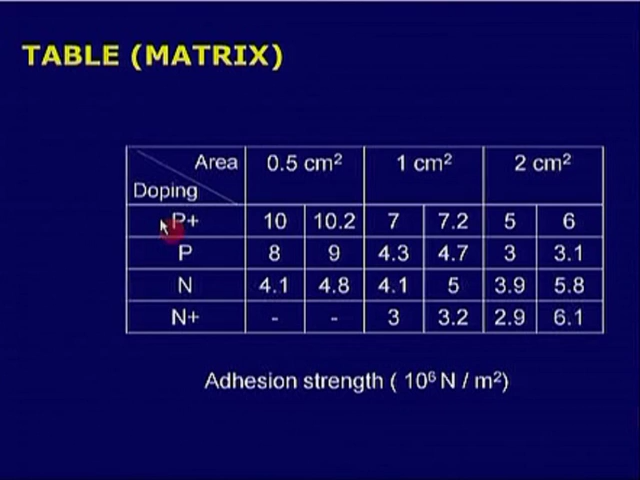 TABLE (MATRIX)
Area 0.5 cm² 1 cm² 2 cm²
Doping
P+ 10 10.2 7 7.2 5 6
P 8 9 4.3 4.7 3 3.1
N 4.1 4.8 4.1 5 3.9 5.8
N+ - - 3 3.2 2.9 6.1
Adhesion strength ( 10⁶ N / m²)